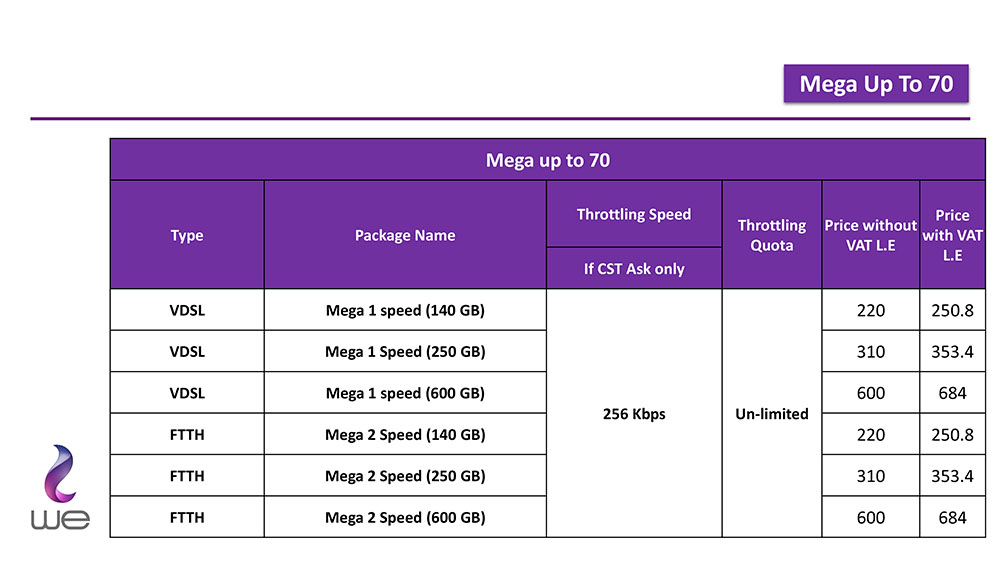 Mega Up To 70
Mega up to 70
Type
Package Name
Throttling Speed
If CST Ask only
Throttling
Quota
Price without
VAT L.E
Price
with VAT
L.E
VDSL Mega 1 speed (140 GB) 220 250.8
VDSL Mega 1 Speed (250 GB) 310 353.4
VDSL Mega 1 speed (600 GB) 600 684
256 Kbps Un-limited
FTTH Mega 2 Speed (140 GB) 220 250.8
FTTH Mega 2 Speed (250 GB) 310 353.4
FTTH Mega 2 Speed (600 GB) 600 684
we